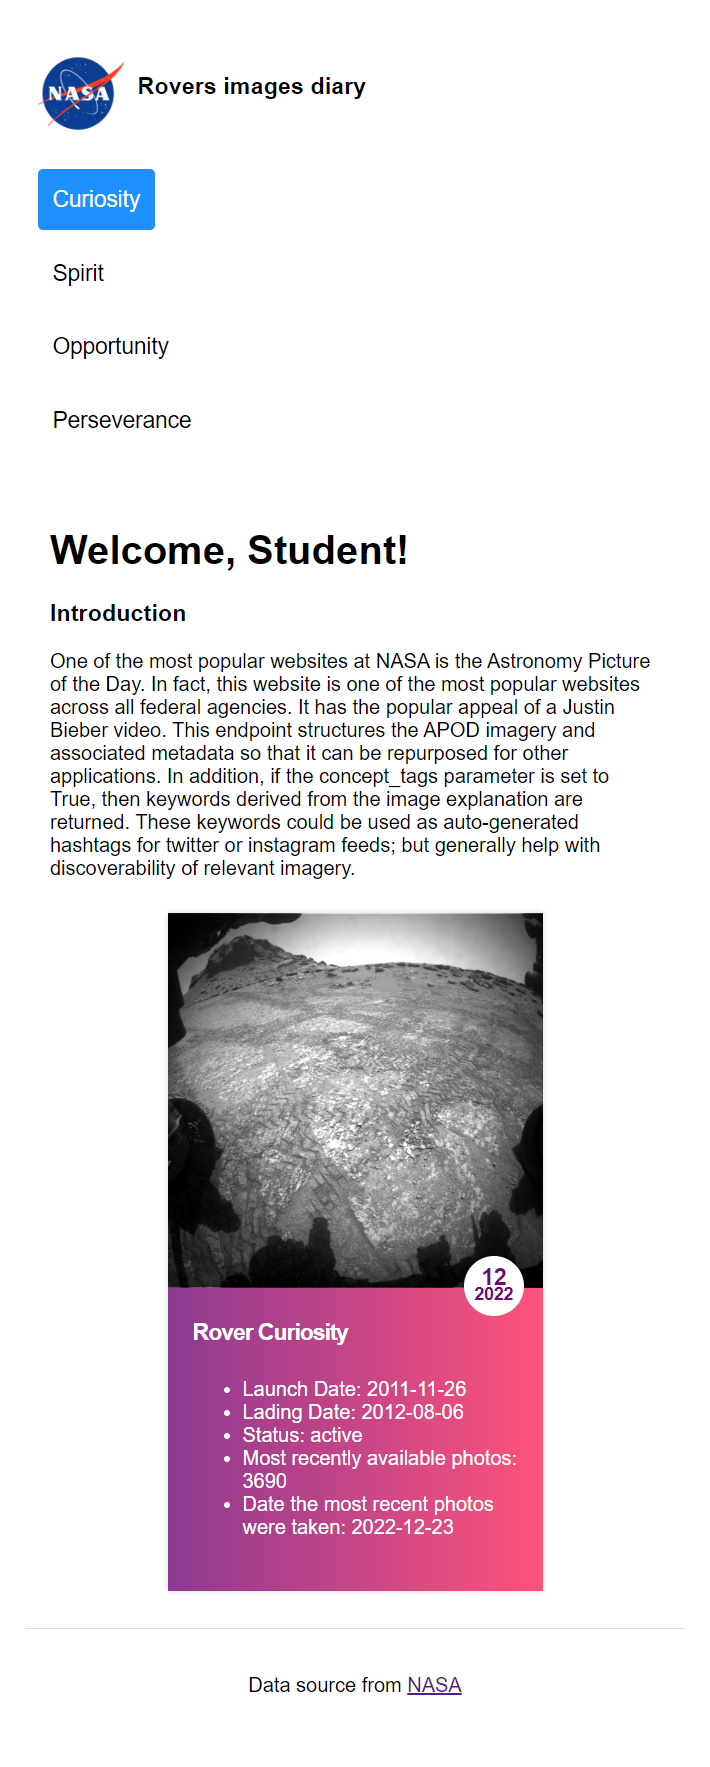 NASA
Rovers images diary
Curiosity
Spirit
Opportunity
Perseverance
Welcome, Student!
Introduction
One of the most popular websites at NASA is the Astronomy Picture
of the Day. In fact, this website is one of the most popular websites
across all federal agencies. It has the popular appeal of a Justin
Bieber video. This endpoint structures the APOD imagery and
associated metadata so that it can be repurposed for other
applications. In addition, if the concept_tags parameter is set to
True, then keywords derived from the image explanation are
returned. These keywords could be used as auto-generated
hashtags for twitter or instagram feeds; but generally help with
discoverability of relevant imagery.
12
2022
Rover Curiosity
• Launch Date: 2011-11-26
• Lading Date: 2012-08-06
• Status: active
• Most recently available photos:
3690
• Date the most recent photos
were taken: 2022-12-23
Data source from NASA